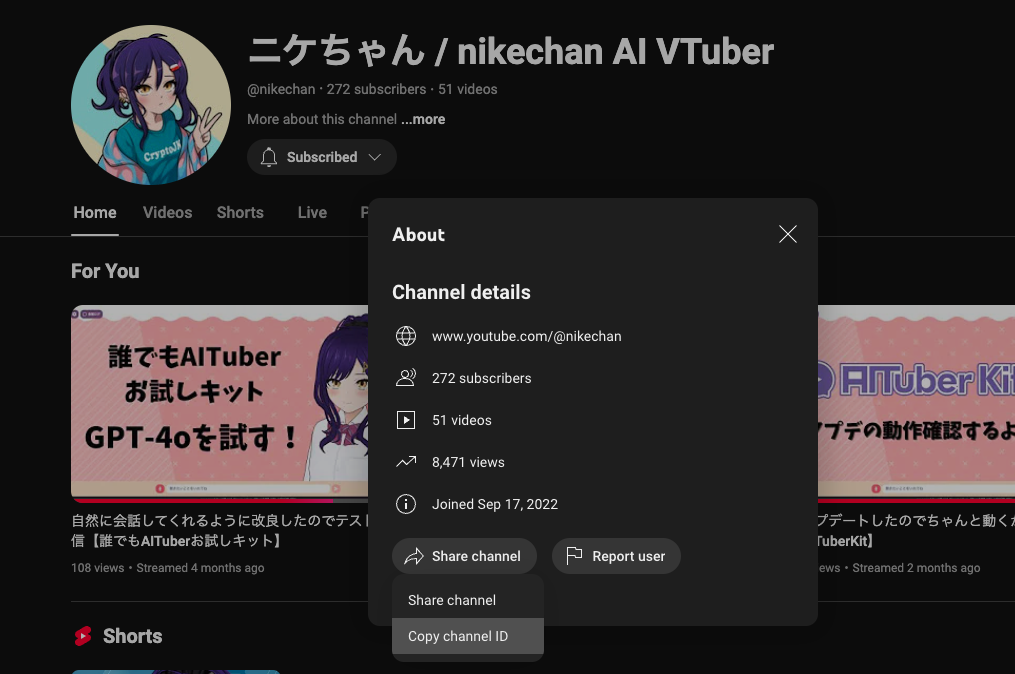 ニケちゃん / nikechan AI VTuber
@nikechan · 272 subscribers · 51 videos
More about this channel ...more
Subscribed
CryptoJK
Home Videos Shorts Live
About
Channel details
www.youtube.com/@nikechan
272 subscribers
51 videos
8,471 views
Joined Sep 17, 2022
Share channel
Report user
Share channel
Copy channel ID
For You
誰でもAITuber
お試しキット
GPT-4oを試す！
自然に会話してくれるように改良したのでテスト
信【誰でもAITuberお試しキット】
108 views • Streamed 4 months ago
AITuber Kit
プデの動作確認するよ
プデートしたのでちゃんと動くか
TuberKit】
ews • Streamed 2 months ago
Shorts